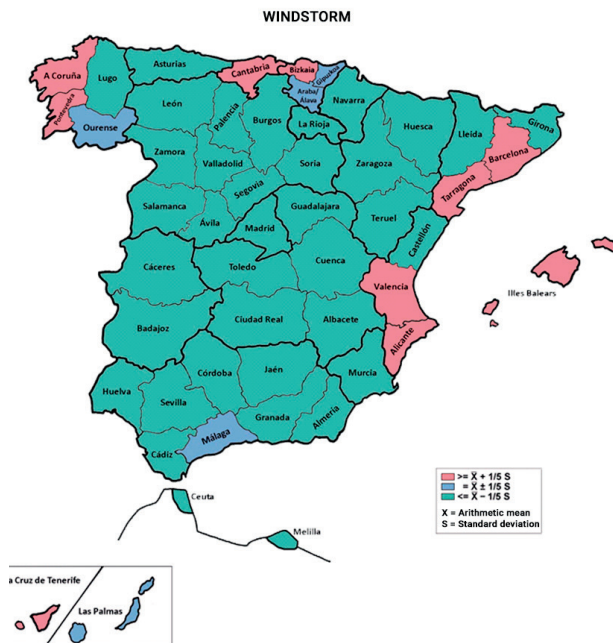 WINDSTORM
A Coruña
Lugo
Asturias
Cantabria
Bizkaia
Gipuzkoa
Pontevedra
Ourense
León
Palencia
Burgos
Araba/
Álava
La Rioja
Navarra
Huesca
Lleida
Girona
Barcelona
Zamora
Valladolid
Soria
Zaragoza
Tarragona
Segovia
Salamanca
Ávila
Madrid
Guadalajara
Teruel
Castellón
Cáceres
Toledo
Cuenca
Valencia
Illes Balears
Badajoz
Ciudad Real
Albacete
Alicante
Córdoba
Jaén
Murcía
Huelva
Sevilla
Granada
Almería
Málaga
Cádiz
>= X̅ + 1/5 S
= X̅ ± 1/5 S
<= X̅ − 1/5 S
X = Arithmetic mean
S = Standard deviation
Ceuta
Melilla
a Cruz de Tenerife
Las Palmas